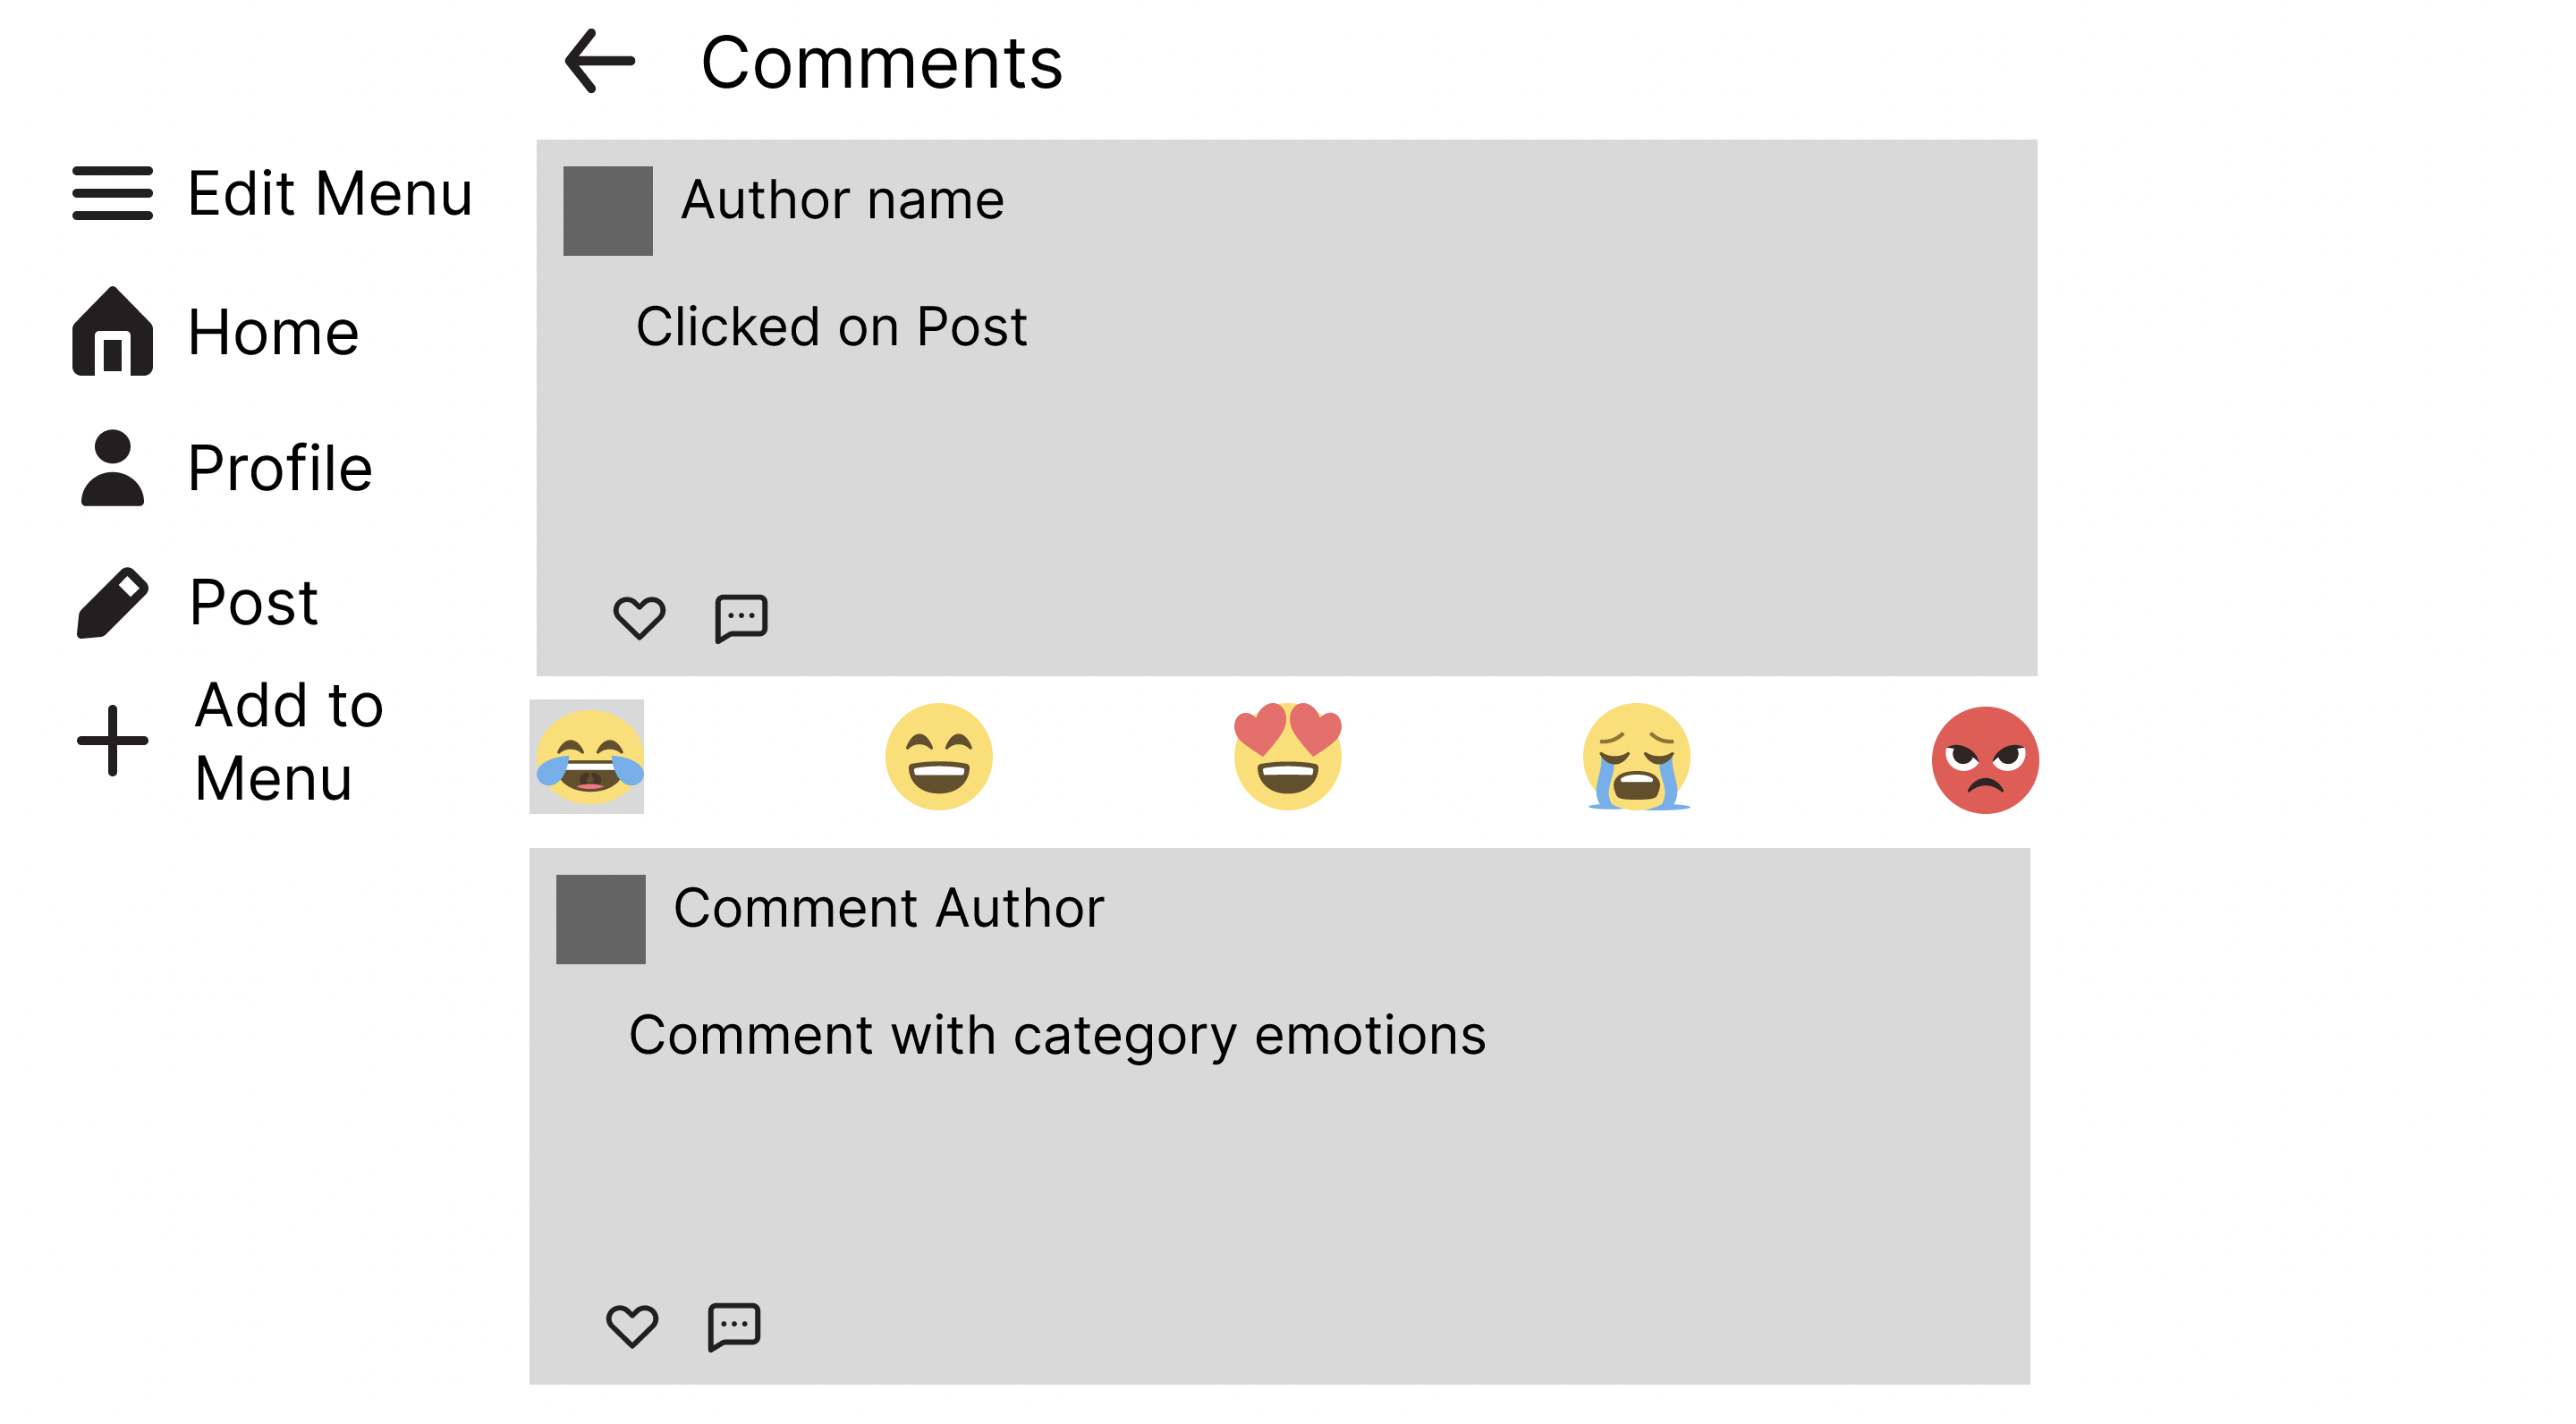 Comments
Edit Menu
Home
Profile
Post
Add to
Menu
Author name
Clicked on Post
Comment Author
Comment with category emotions